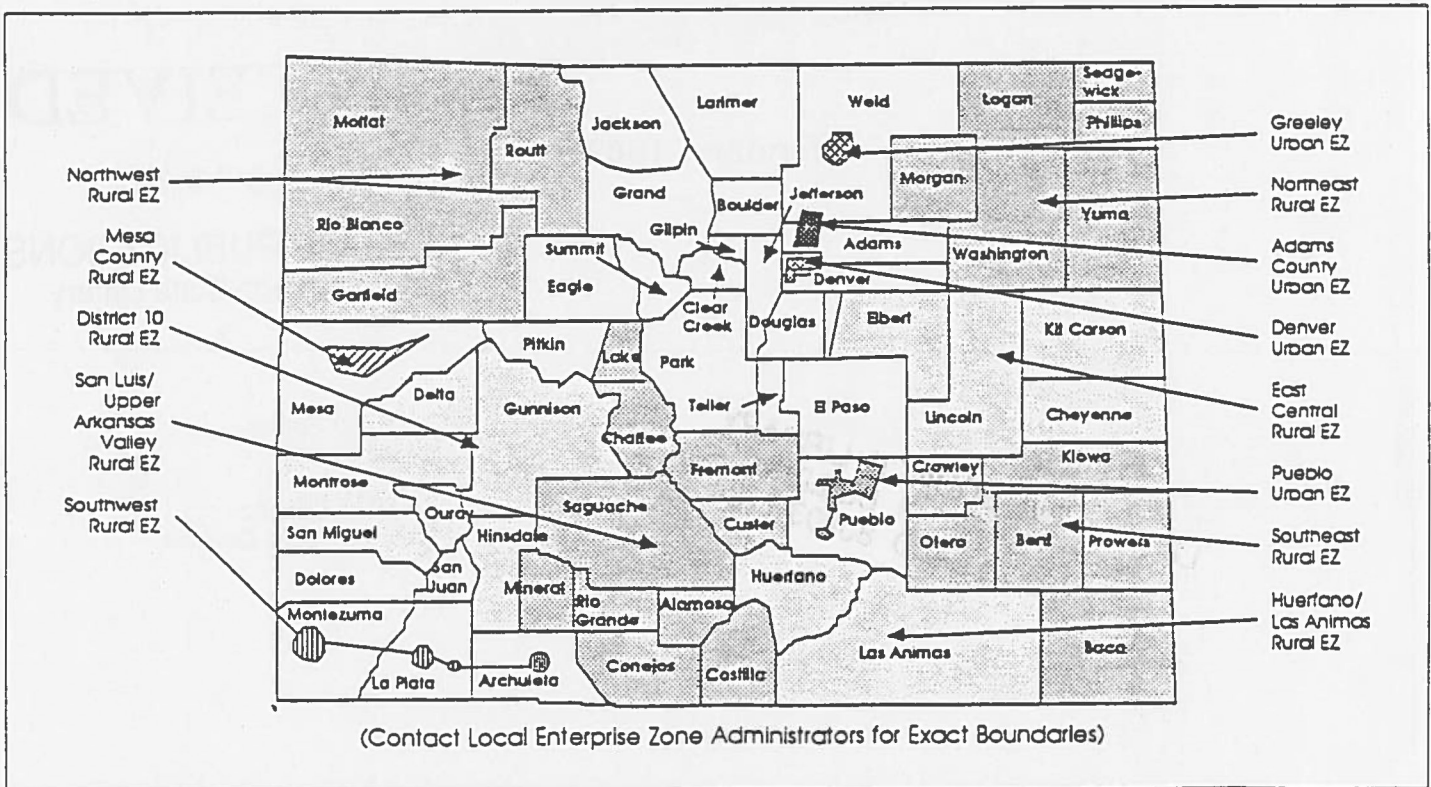 Northwest
Rural EZ
Mesa
County
Rural EZ
District 10
Rural EZ
San Luis/
Upper
Arkansas
Valley
Rural EZ
Southwest
Rural EZ
Moffat
Routt
Jackson
Larimer
Weld
Logan
Sedge-
wick
Phillips
Rio Blanco
Grand
Boulder
Jefferson
Morgan
Yuma
Gilpin
Adams
Washington
Garfield
Summit
Eagle
Clear
Creek
Denver
Douglas
Elbert
Kit Carson
Pitkin
Lake
Park
Mesa
Delta
Gunnison
Teller
El Paso
Lincoln
Cheyenne
Chaffee
Fremont
Crowley
Kiowa
Montrose
Oura
Saguache
Custer
Pueblo
Otero
Bent
Prowers
San Miguel
Hinsdale
Dolores
San
Juan
Mineral
Rio
Grande
Alamosa
Huerfano
Montezuma
La Plata
Archuleta
Conejos
Costilla
Las Animas
Baca
Greeley
Urban EZ
Northeast
Rural EZ
Adams
County
Urban EZ
Denver
Urban EZ
East
Central
Rural EZ
Pueblo
Urban EZ
Southeast
Rural EZ
Huerfano/
Las Animas
Rural EZ
(Contact Local Enterprise Zone Administrators for Exact Boundaries)